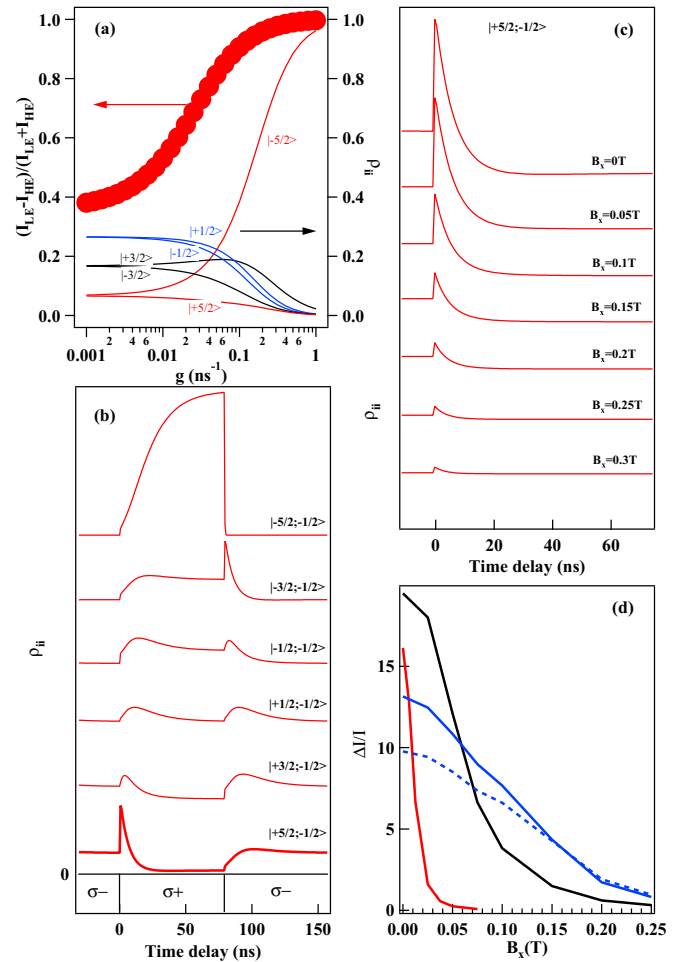 (a)
1.0
0.8
0.6
0.4
0.2
0.0
(I_LE-I_HE)/(I_LE+I_HE)
1.0
0.8
0.6
0.4
0.2
0.0
ρ_ii
|-5/2>
|+1/2>
|-1/2>
|+3/2>
|-3/2>
|+5/2>
0.001 2 4 6 0.01 2 4 6 0.1 2 4 6 1
g (ns⁻¹)
(b)
|-5/2;-1/2>
|-3/2;-1/2>
|-1/2;-1/2>
|+1/2;-1/2>
|+3/2;-1/2>
|+5/2;-1/2>
ρ_ii
0
σ− σ+ σ−
0 50 100 150
Time delay (ns)
|+5/2;-1/2> (c)
B_x=0T
B_x=0.05T
B_x=0.1T
B_x=0.15T
B_x=0.2T
B_x=0.25T
B_x=0.3T
ρ_ii
0 20 40 60
Time delay (ns)
(d)
15
10
5
0
ΔI/I
0.00 0.05 0.10 0.15 0.20 0.25
B_x(T)